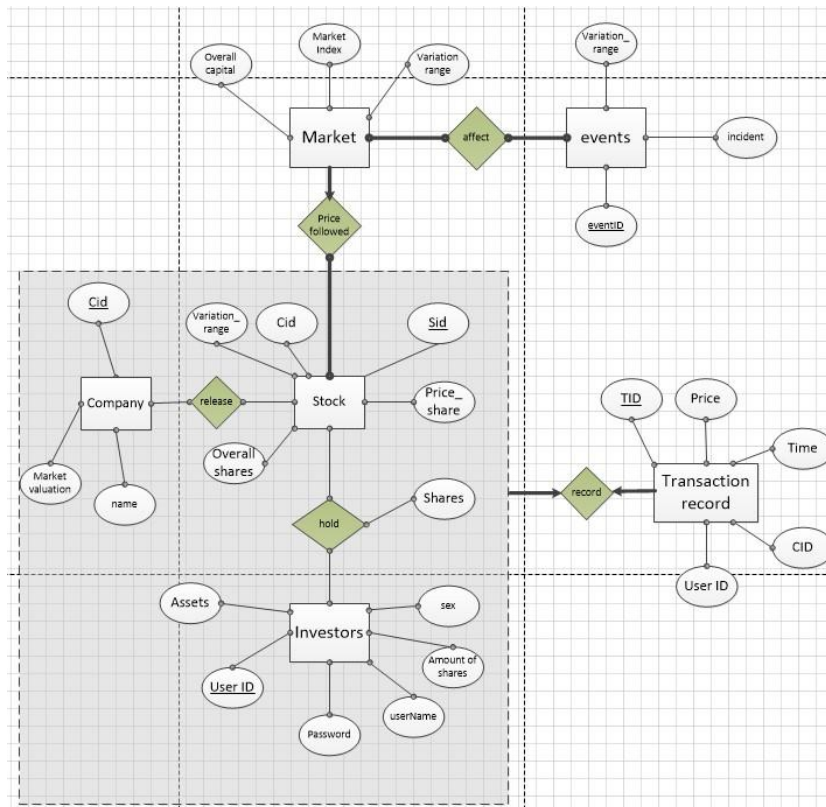 Market
Index
Variation_
range
Overall
capital
Variation
range
Market
affect
events
incident
Price
followed
eventID
Cid
Variation_
range
Cid
Sid
Company
release
Stock
Price_
share
TID
Price
Time
Overall
shares
Market
valuation
name
Shares
record
Transaction
record
hold
CID
User ID
Assets
sex
Investors
Amount of
shares
User ID
userName
Password